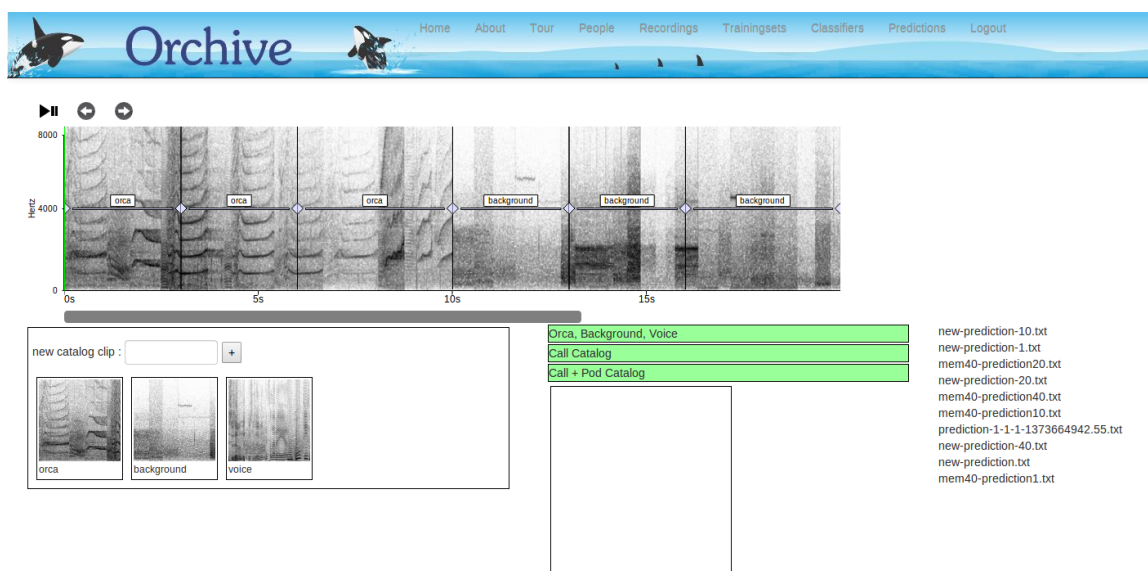 Orchive
Home About Tour People Recordings Trainingsets Classifiers Predictions Logout
8000
4000
0
Hertz
orca orca orca background background background
0s 5s 10s 15s
new catalog clip : +
orca background voice
Orca, Background, Voice
Call Catalog
Call + Pod Catalog
new-prediction-10.txt
new-prediction-1.txt
mem40-prediction20.txt
new-prediction-20.txt
mem40-prediction40.txt
mem40-prediction10.txt
prediction-1-1-1-1373664942.55.txt
new-prediction-40.txt
new-prediction.txt
mem40-prediction1.txt